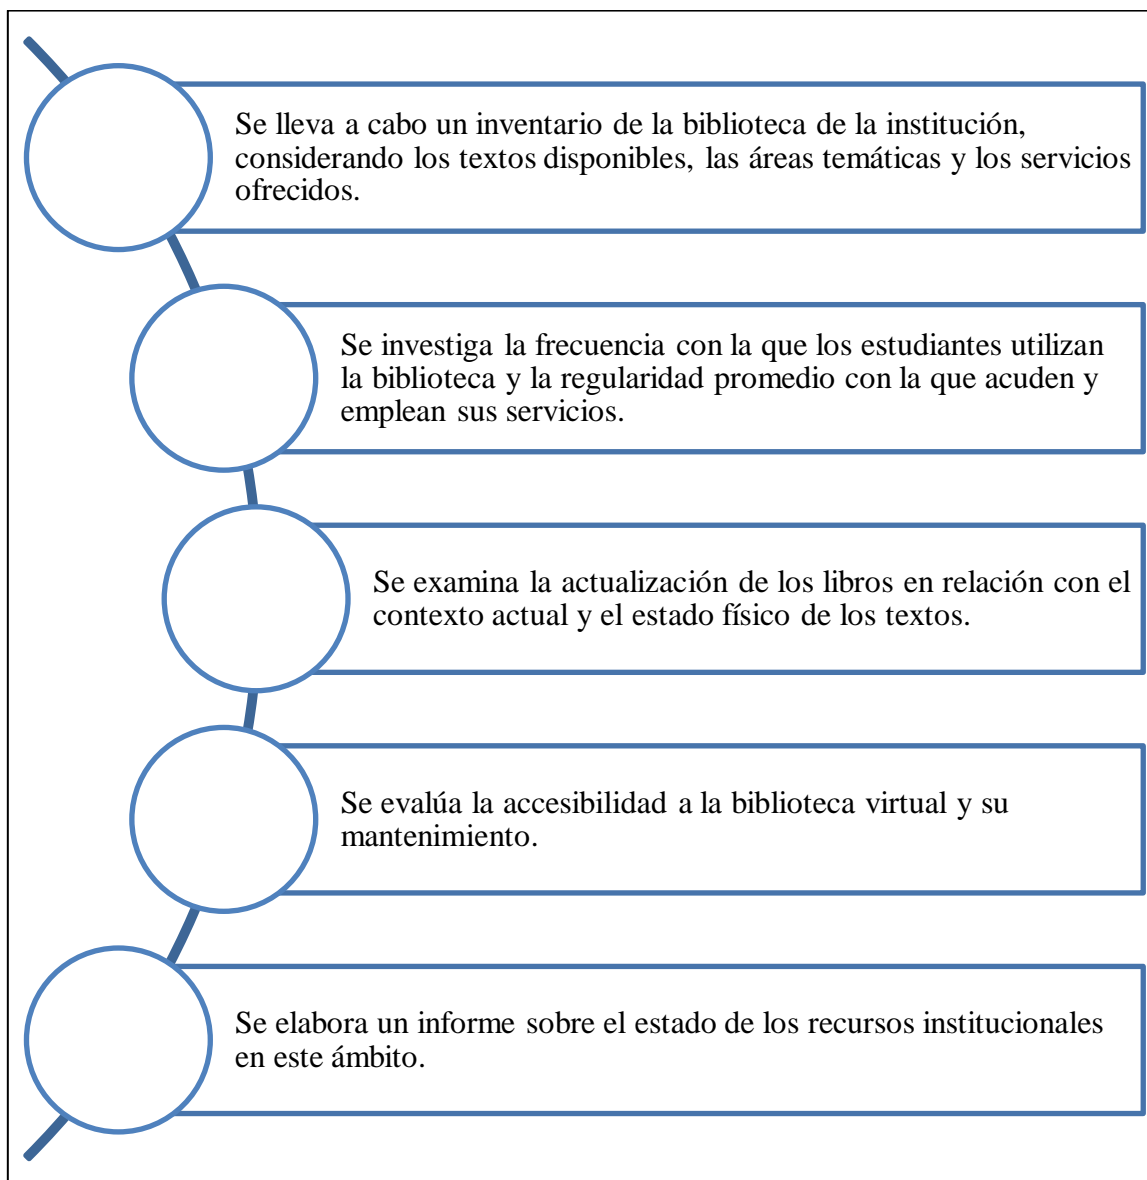 Se lleva a cabo un inventario de la biblioteca de la institución,
considerando los textos disponibles, las áreas temáticas y los servicios
ofrecidos.
Se investiga la frecuencia con la que los estudiantes utilizan
la biblioteca y la regularidad promedio con la que acuden y
emplean sus servicios.
Se examina la actualización de los libros en relación con el
contexto actual y el estado físico de los textos.
Se evalúa la accesibilidad a la biblioteca virtual y su
mantenimiento.
Se elabora un informe sobre el estado de los recursos institucionales
en este ámbito.